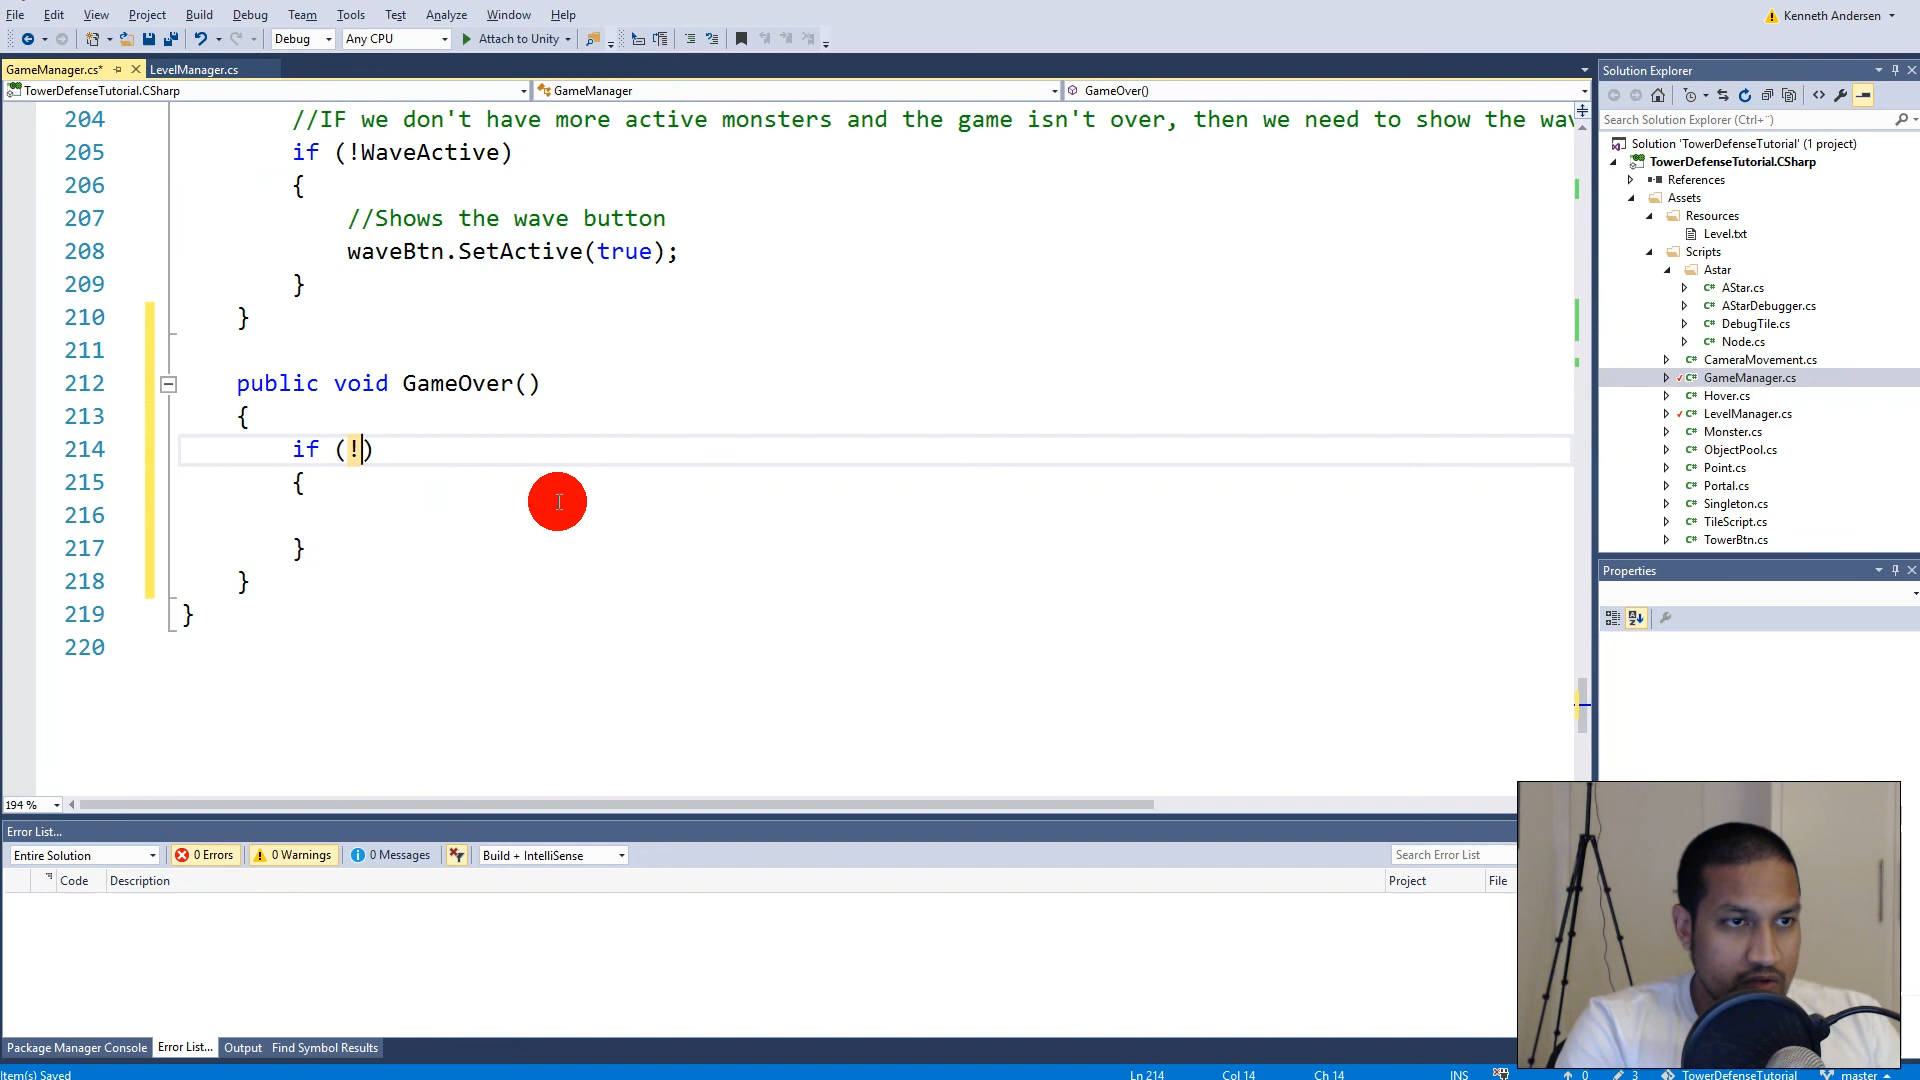 File Edit View Project Build Debug Team Tools Test Analyze Window Help
Kenneth Andersen
Debug Any CPU Attach to Unity
GameManager.cs* LevelManager.cs
TowerDefenseTutorial.CSharp GameManager GameOver()
204 //IF we don't have more active monsters and the game isn't over, then we need to show the wav
205 if (!WaveActive)
206 {
207 //Shows the wave button
208 waveBtn.SetActive(true);
209 }
210 }
211
212 public void GameOver()
213 {
214 if (!)
215 {
216
217 }
218 }
219 }
220
194 %
Solution Explorer
Search Solution Explorer (Ctrl+¨)
Solution 'TowerDefenseTutorial' (1 project)
TowerDefenseTutorial.CSharp
References
Assets
Resources
Level.txt
Scripts
Astar
C# AStar.cs
C# AStarDebugger.cs
C# DebugTile.cs
C# Node.cs
C# CameraMovement.cs
C# GameManager.cs
C# Hover.cs
C# LevelManager.cs
C# Monster.cs
C# ObjectPool.cs
C# Point.cs
C# Portal.cs
C# Singleton.cs
C# TileScript.cs
C# TowerBtn.cs
Properties
Error List...
Entire Solution 0 Errors 0 Warnings 0 Messages Build + IntelliSense Search Error List
Code Description Project File
Package Manager Console Error List... Output Find Symbol Results
Item(s) Saved Ln 214 Col 14 Ch 14 INS 0 3 TowerDefenseTutorial master